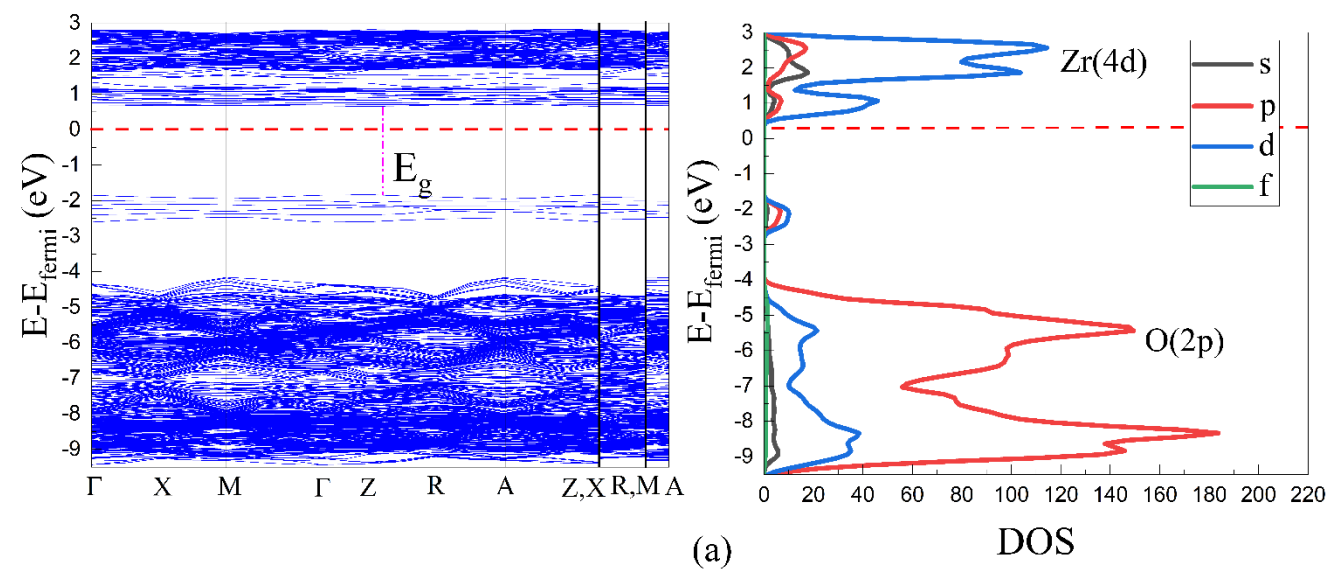 E-E_fermi (eV)
3
2
1
0
-1
-2
-3
-4
-5
-6
-7
-8
-9
E_g
Γ X M Γ Z R A Z,X R,M A
E-E_fermi (eV)
3
2
1
0
-1
-2
-3
-4
-5
-6
-7
-8
-9
Zr(4d)
O(2p)
s
p
d
f
0 20 40 60 80 100 120 140 160 180 200 220
DOS
(a)